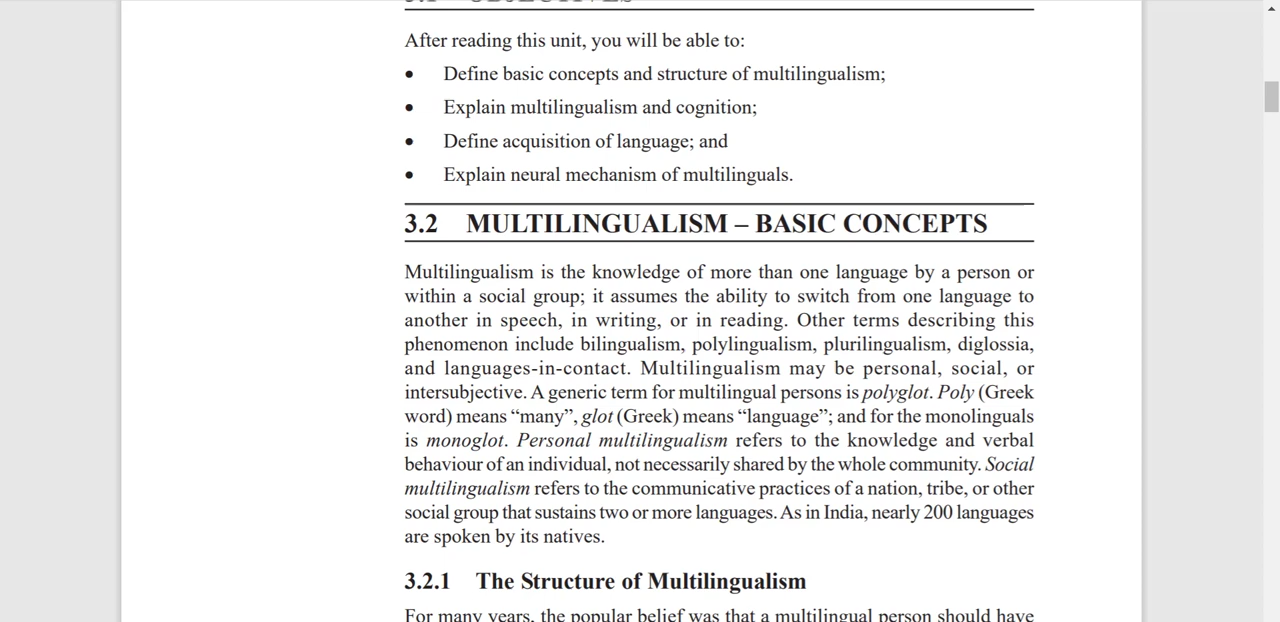 After reading this unit, you will be able to:
• Define basic concepts and structure of multilingualism;
• Explain multilingualism and cognition;
• Define acquisition of language; and
• Explain neural mechanism of multilinguals.
3.2 MULTILINGUALISM – BASIC CONCEPTS
Multilingualism is the knowledge of more than one language by a person or
within a social group; it assumes the ability to switch from one language to
another in speech, in writing, or in reading. Other terms describing this
phenomenon include bilingualism, polylingualism, plurilingualism, diglossia,
and languages-in-contact. Multilingualism may be personal, social, or
intersubjective. A generic term for multilingual persons is polyglot. Poly (Greek
word) means “many”, glot (Greek) means “language”; and for the monolinguals
is monoglot. Personal multilingualism refers to the knowledge and verbal
behaviour of an individual, not necessarily shared by the whole community. Social
multilingualism refers to the communicative practices of a nation, tribe, or other
social group that sustains two or more languages. As in India, nearly 200 languages
are spoken by its natives.
3.2.1 The Structure of Multilingualism
For many years, the popular belief was that a multilingual person should have